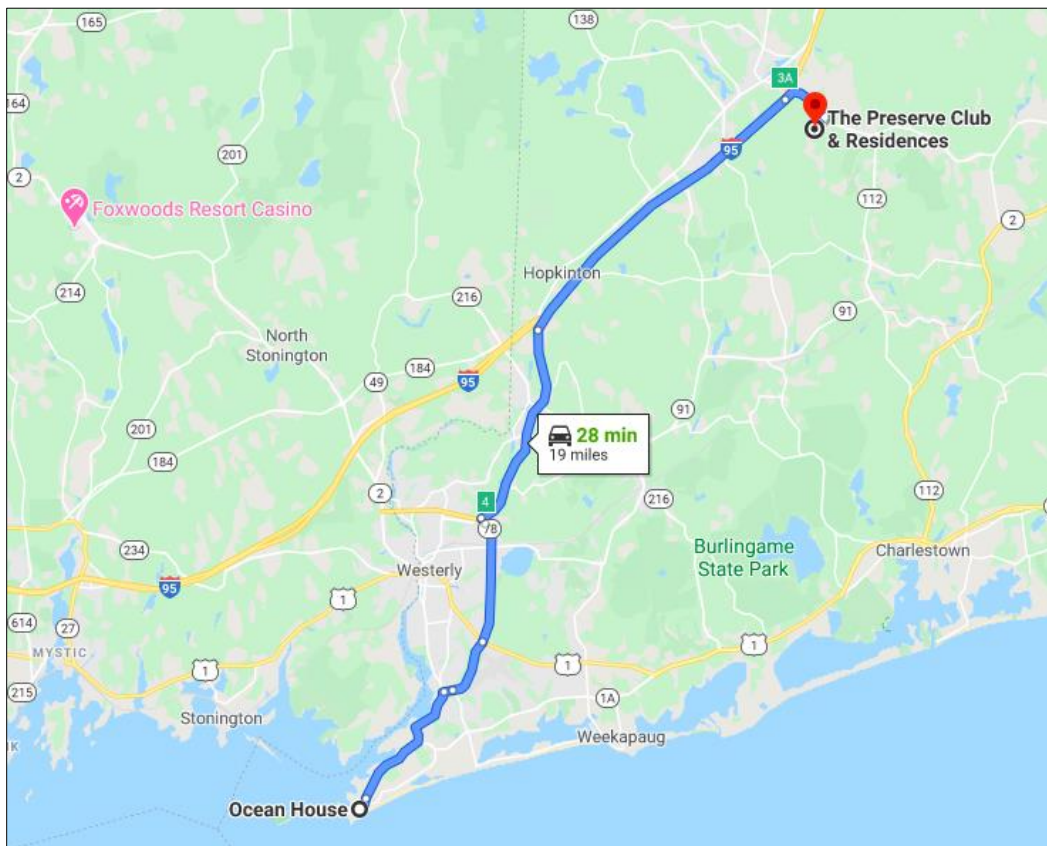 165
138
3A
The Preserve Club
& Residences
164
201
95
2
112
2
Foxwoods Resort Casino
Hopkinton
214
216
91
North
Stonington
184
95
49
28 min
19 miles
91
201
184
2
4
216
112
/8
234
Burlingame
State Park
Charlestown
Westerly
95
1
614
27
1
MYSTIC
1
1
215
1A
Stonington
Weekapaug
Ocean House